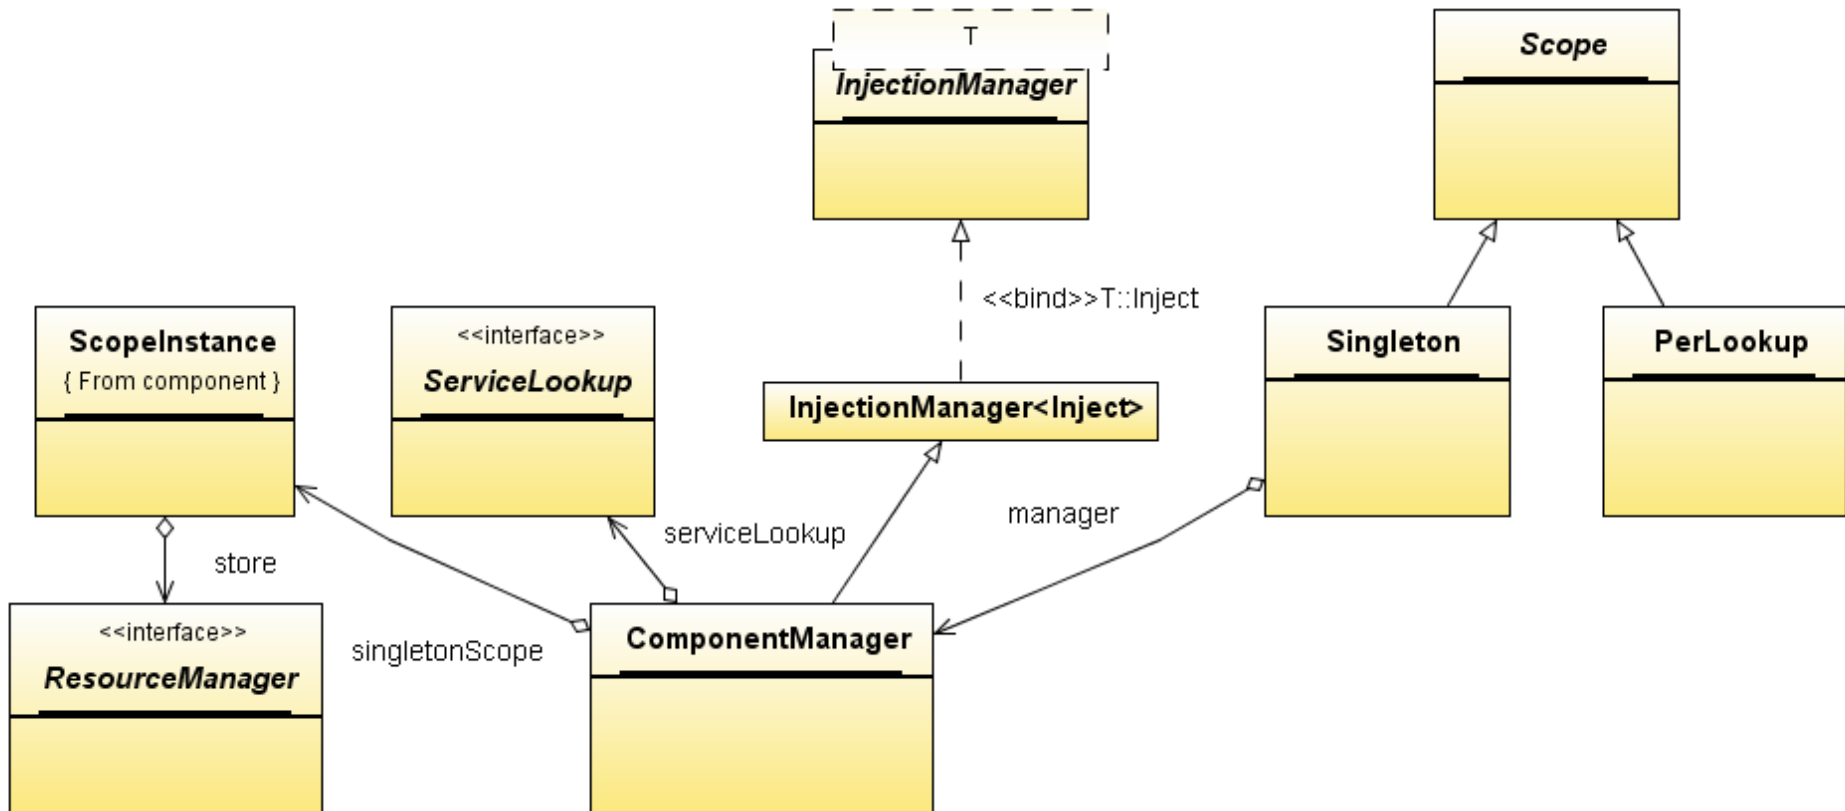 T
InjectionManager
Scope
<<bind>>T::Inject
ScopeInstance
{ From component }
<<interface>>
ServiceLookup
InjectionManager<Inject>
Singleton
PerLookup
store
serviceLookup
manager
singletonScope
<<interface>>
ResourceManager
ComponentManager